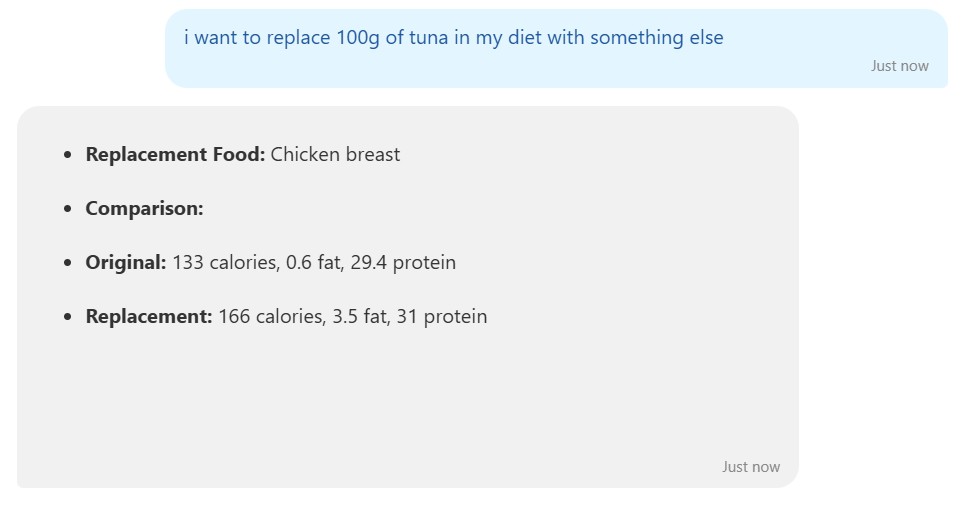 i want to replace 100g of tuna in my diet with something else
Just now
Replacement Food: Chicken breast
Comparison:
Original: 133 calories, 0.6 fat, 29.4 protein
Replacement: 166 calories, 3.5 fat, 31 protein
Just now